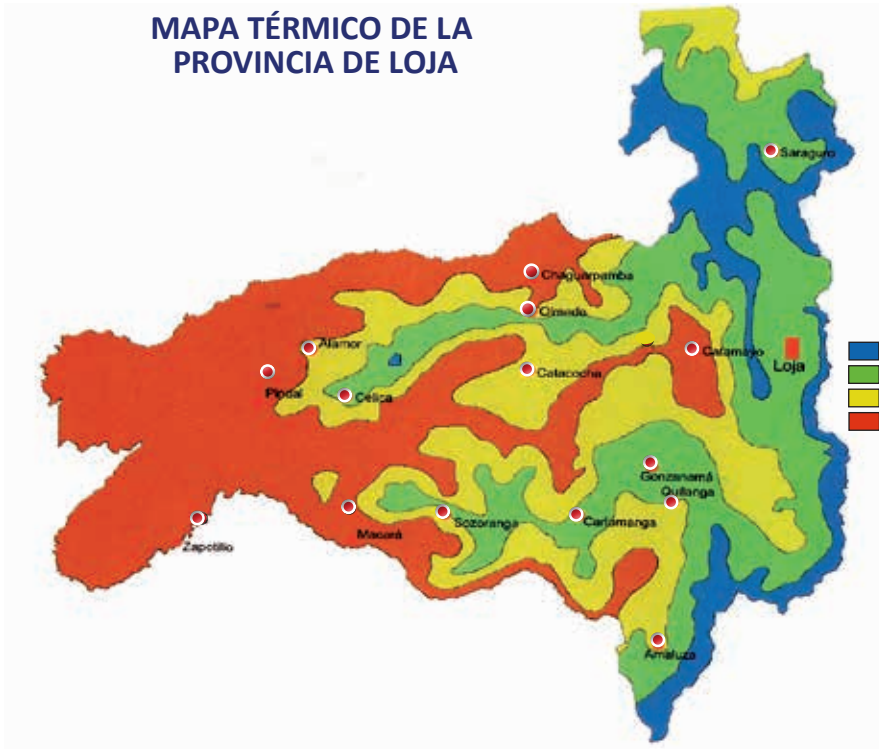 MAPA TÉRMICO DE LA
PROVINCIA DE LOJA
Saraguro
Chaguarpamba
Olmedo
Alamor
Catamayo
Loja
Catacocha
Pindal
Celica
Gonzanamá
Quilanga
Macará
Sozoranga
Cariamanga
Zapotillo
Amaluza